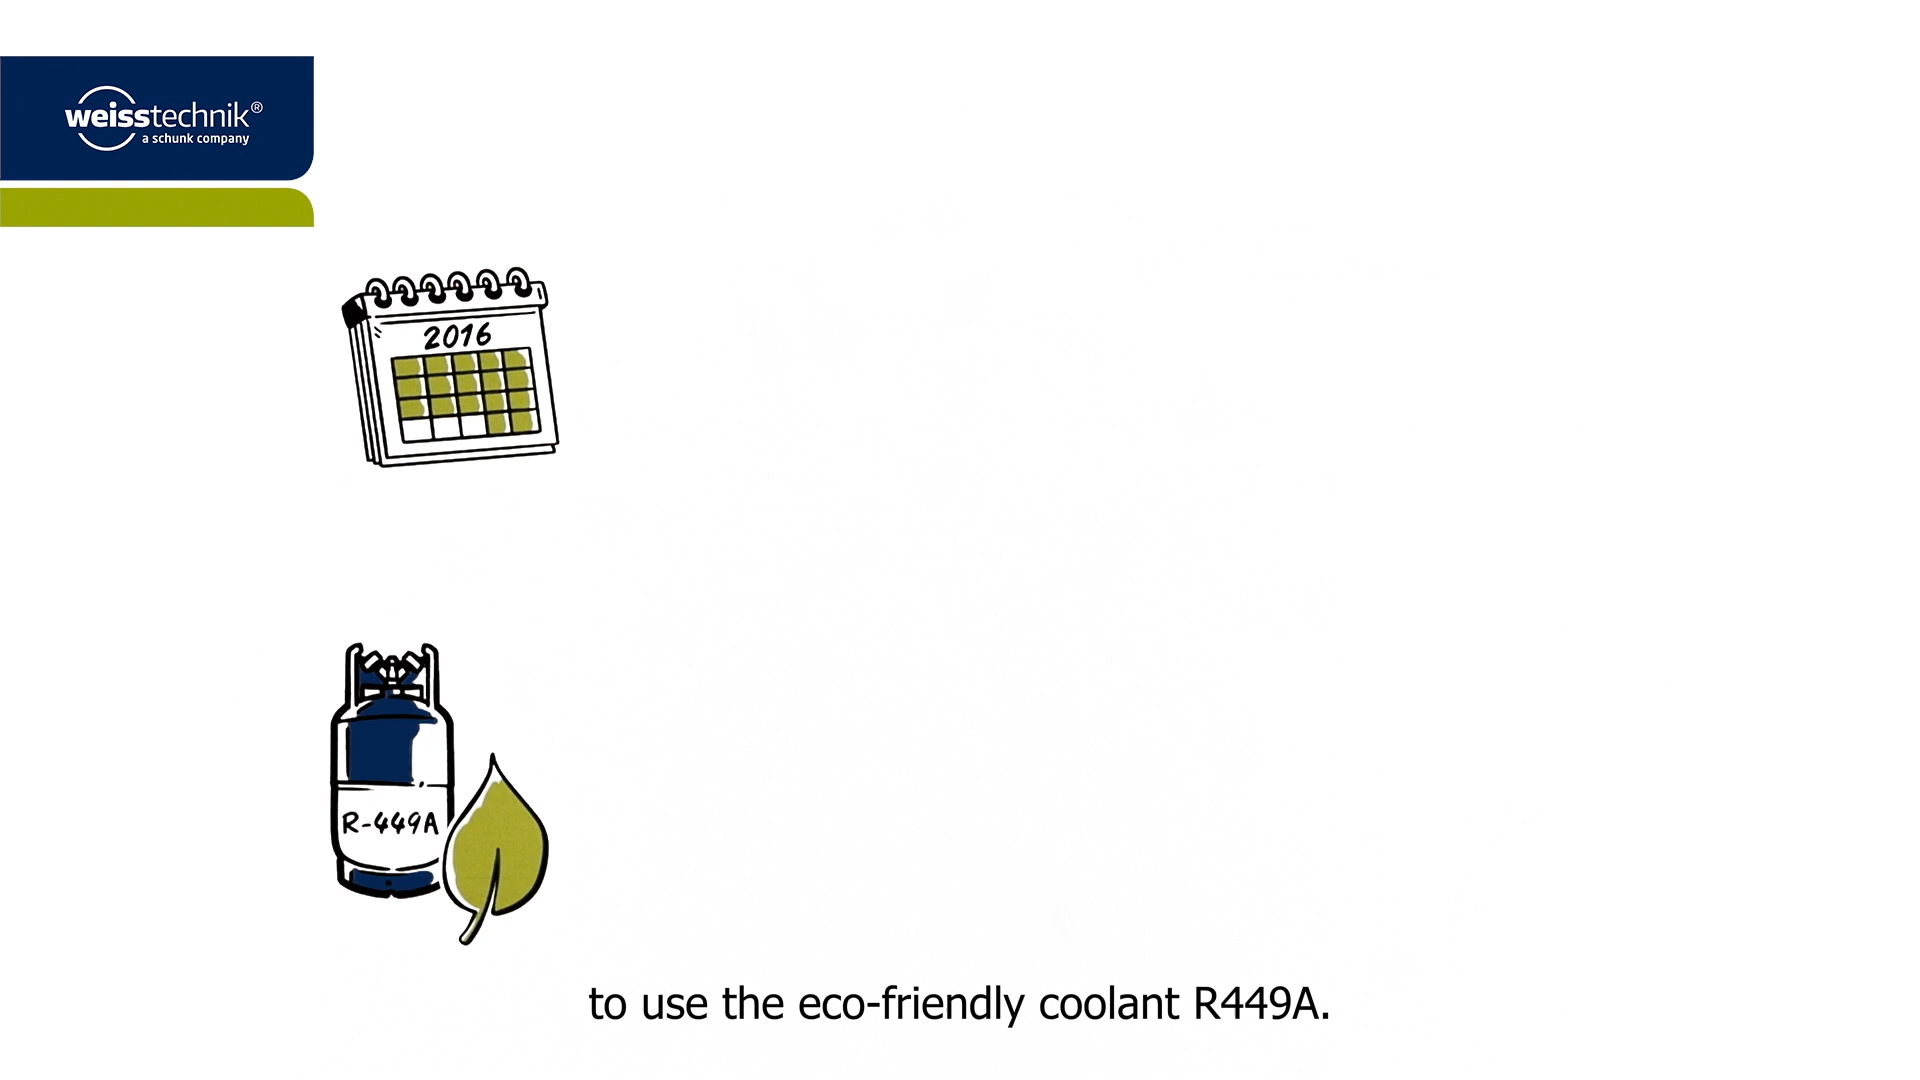 weisstechnik®
a schunk company
2016
R-449A
to use the eco-friendly coolant R449A.